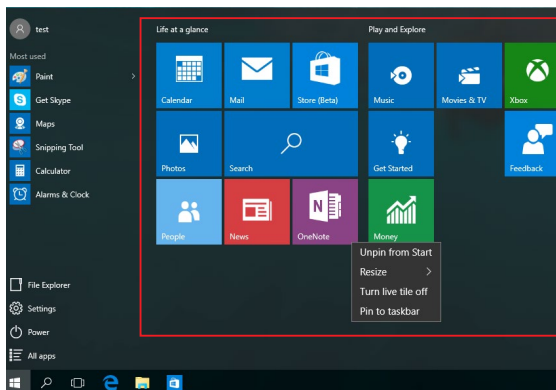 test
Most used
Paint
Get Skype
Maps
Snipping Tool
Calculator
Alarms & Clock
File Explorer
Settings
Power
All apps
Life at a glance
Play and Explore
Calendar
Mail
Store (Beta)
Music
Movies & TV
Xbox
Photos
Search
Get Started
Feedback
People
News
OneNote
Money
Unpin from Start
Resize
Turn live tile off
Pin to taskbar